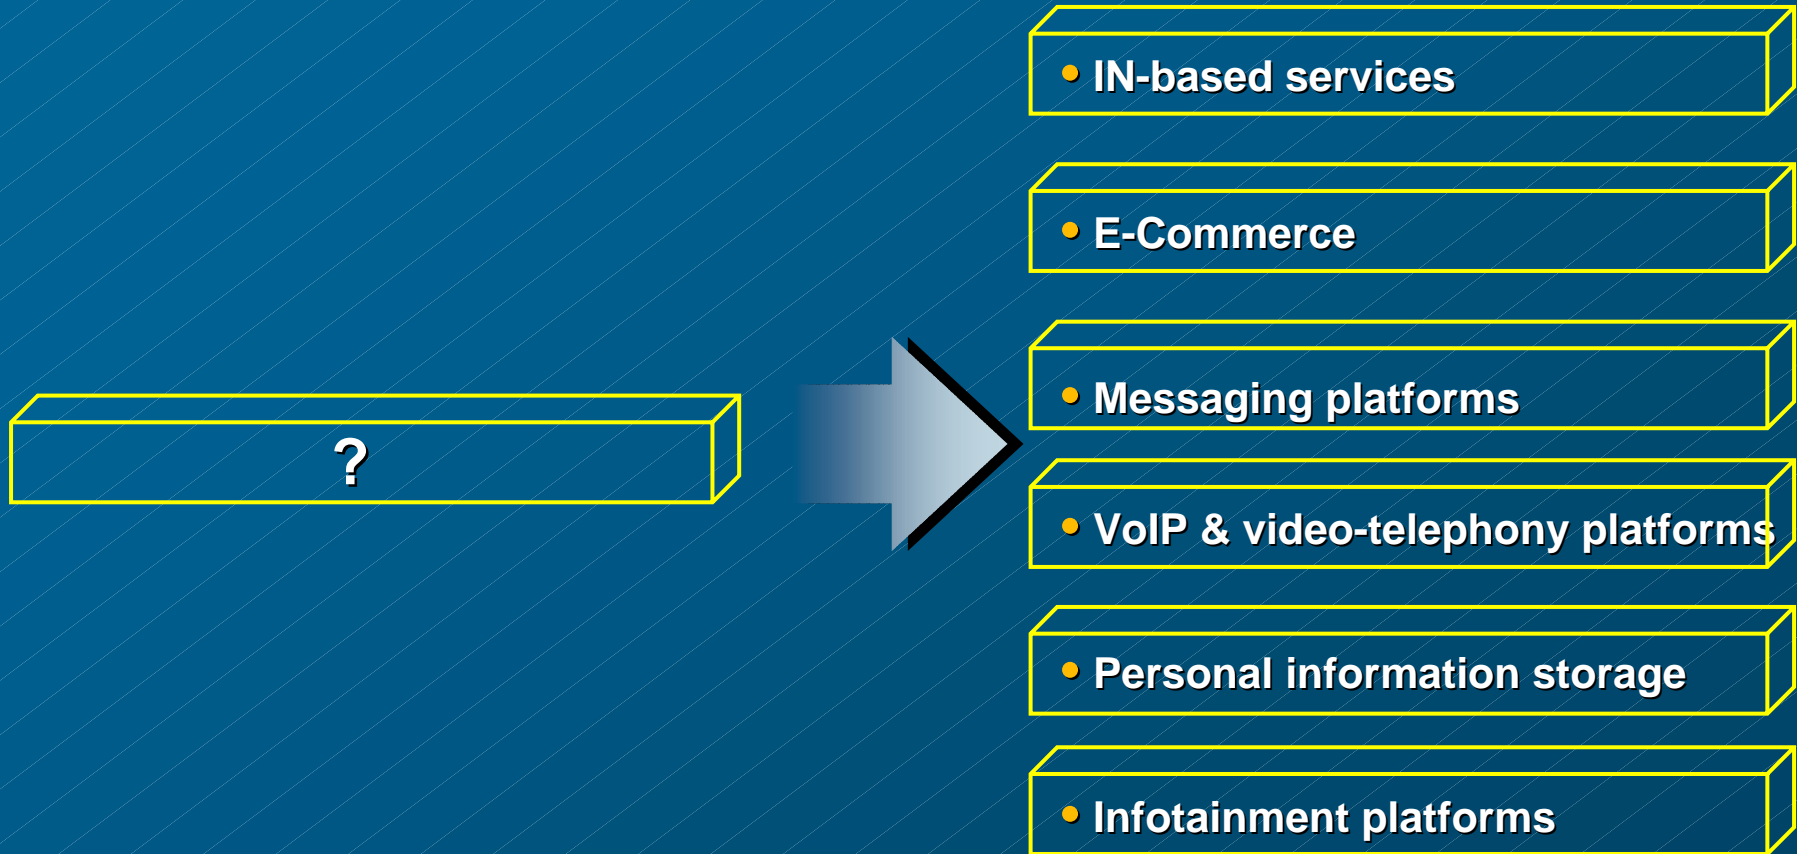 ?
• IN-based services
• E-Commerce
• Messaging platforms
• VoIP & video-telephony platforms
• Personal information storage
• Infotainment platforms